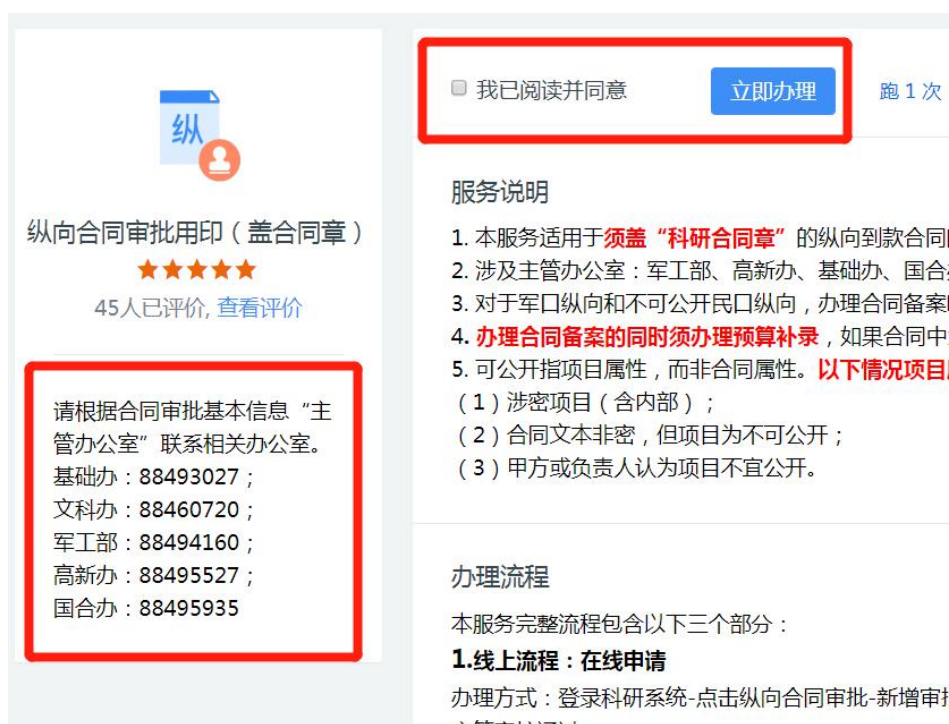 纵
纵向合同审批用印（盖合同章）
45人已评价, 查看评价
请根据合同审批基本信息“主
管办公室”联系相关办公室。
基础办：88493027；
文科办：88460720；
军工部：88494160；
高新办：88495527；
国合办：88495935
我已阅读并同意 立即办理 跑 1 次
服务说明
1. 本服务适用于须盖“科研合同章”的纵向到款合同
2. 涉及主管办公室：军工部、高新办、基础办、国合
3. 对于军口纵向和不可公开民口纵向，办理合同备案
4. 办理合同备案的同时须办理预算补录，如果合同中
5. 可公开指项目属性，而非合同属性。以下情况项目
（1）涉密项目（含内部）；
（2）合同文本非密，但项目为不可公开；
（3）甲方或负责人认为项目不宜公开。
办理流程
本服务完整流程包含以下三个部分：
1.线上流程：在线申请
办理方式：登录科研系统-点击纵向合同审批-新增审